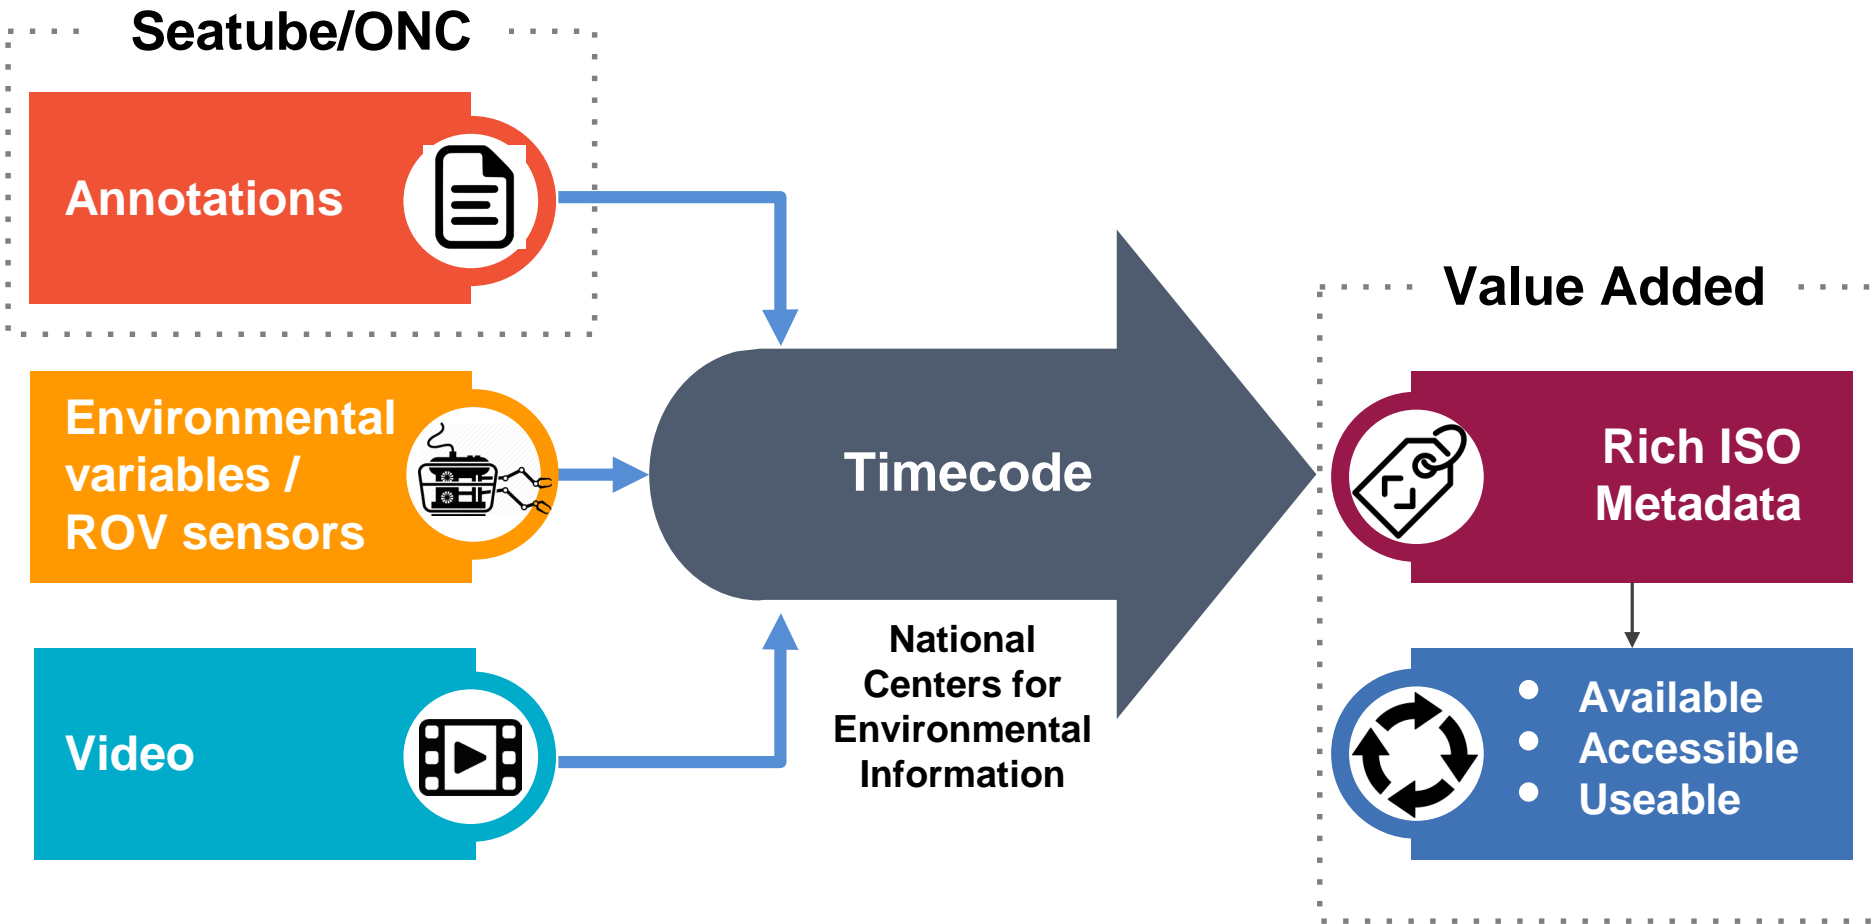 Seatube/ONC
Annotations
Environmental
variables /
ROV sensors
Video
Timecode
National
Centers for
Environmental
Information
Value Added
Rich ISO
Metadata
● Available
● Accessible
● Useable